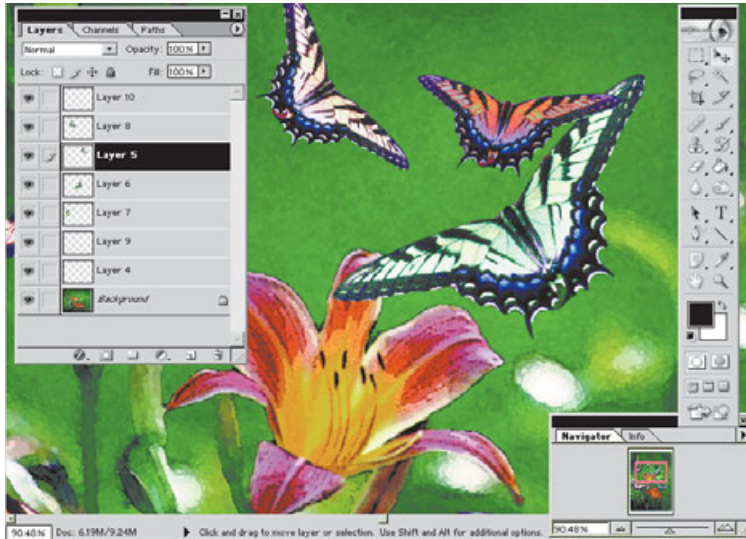 Layers Channels Paths
Normal Opacity: 100%
Lock: Fill: 100%
Layer 10
Layer 8
Layer 5
Layer 6
Layer 7
Layer 9
Layer 4
Background
T
Navigator Info
90.48%
90.48% Doc: 6.19M/9.24M Click and drag to move layer or selection. Use Shift and Alt for additional options.